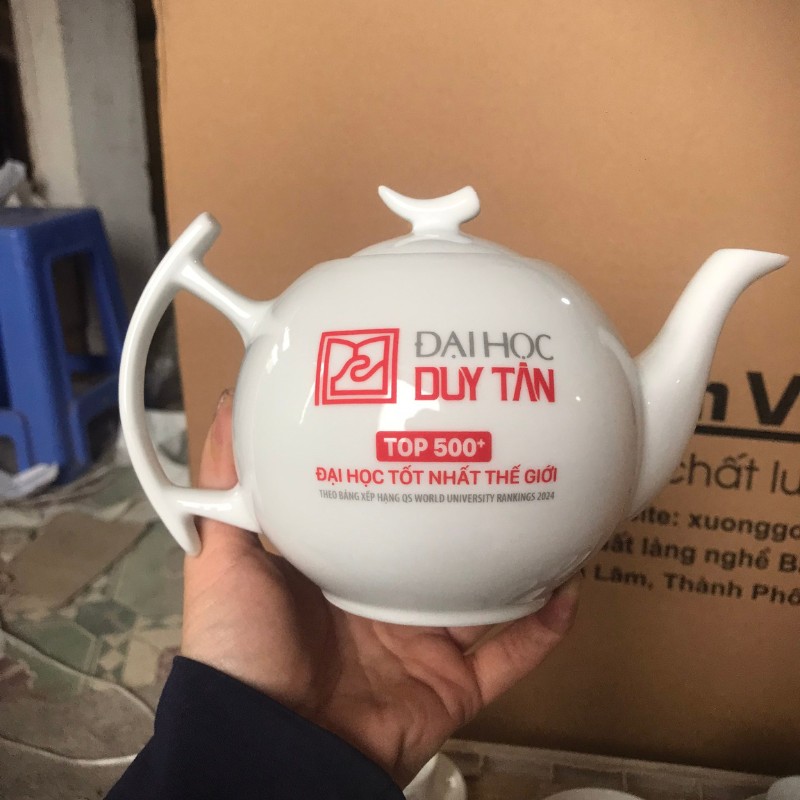 ĐẠI HỌC
DUY TÂN
TOP 500+
ĐẠI HỌC TỐT NHẤT THẾ GIỚI
THEO BẢNG XẾP HẠNG QS WORLD UNIVERSITY RANKINGS 2024
chất
xuonggo
làng nghề
Lâm, Thành Phố